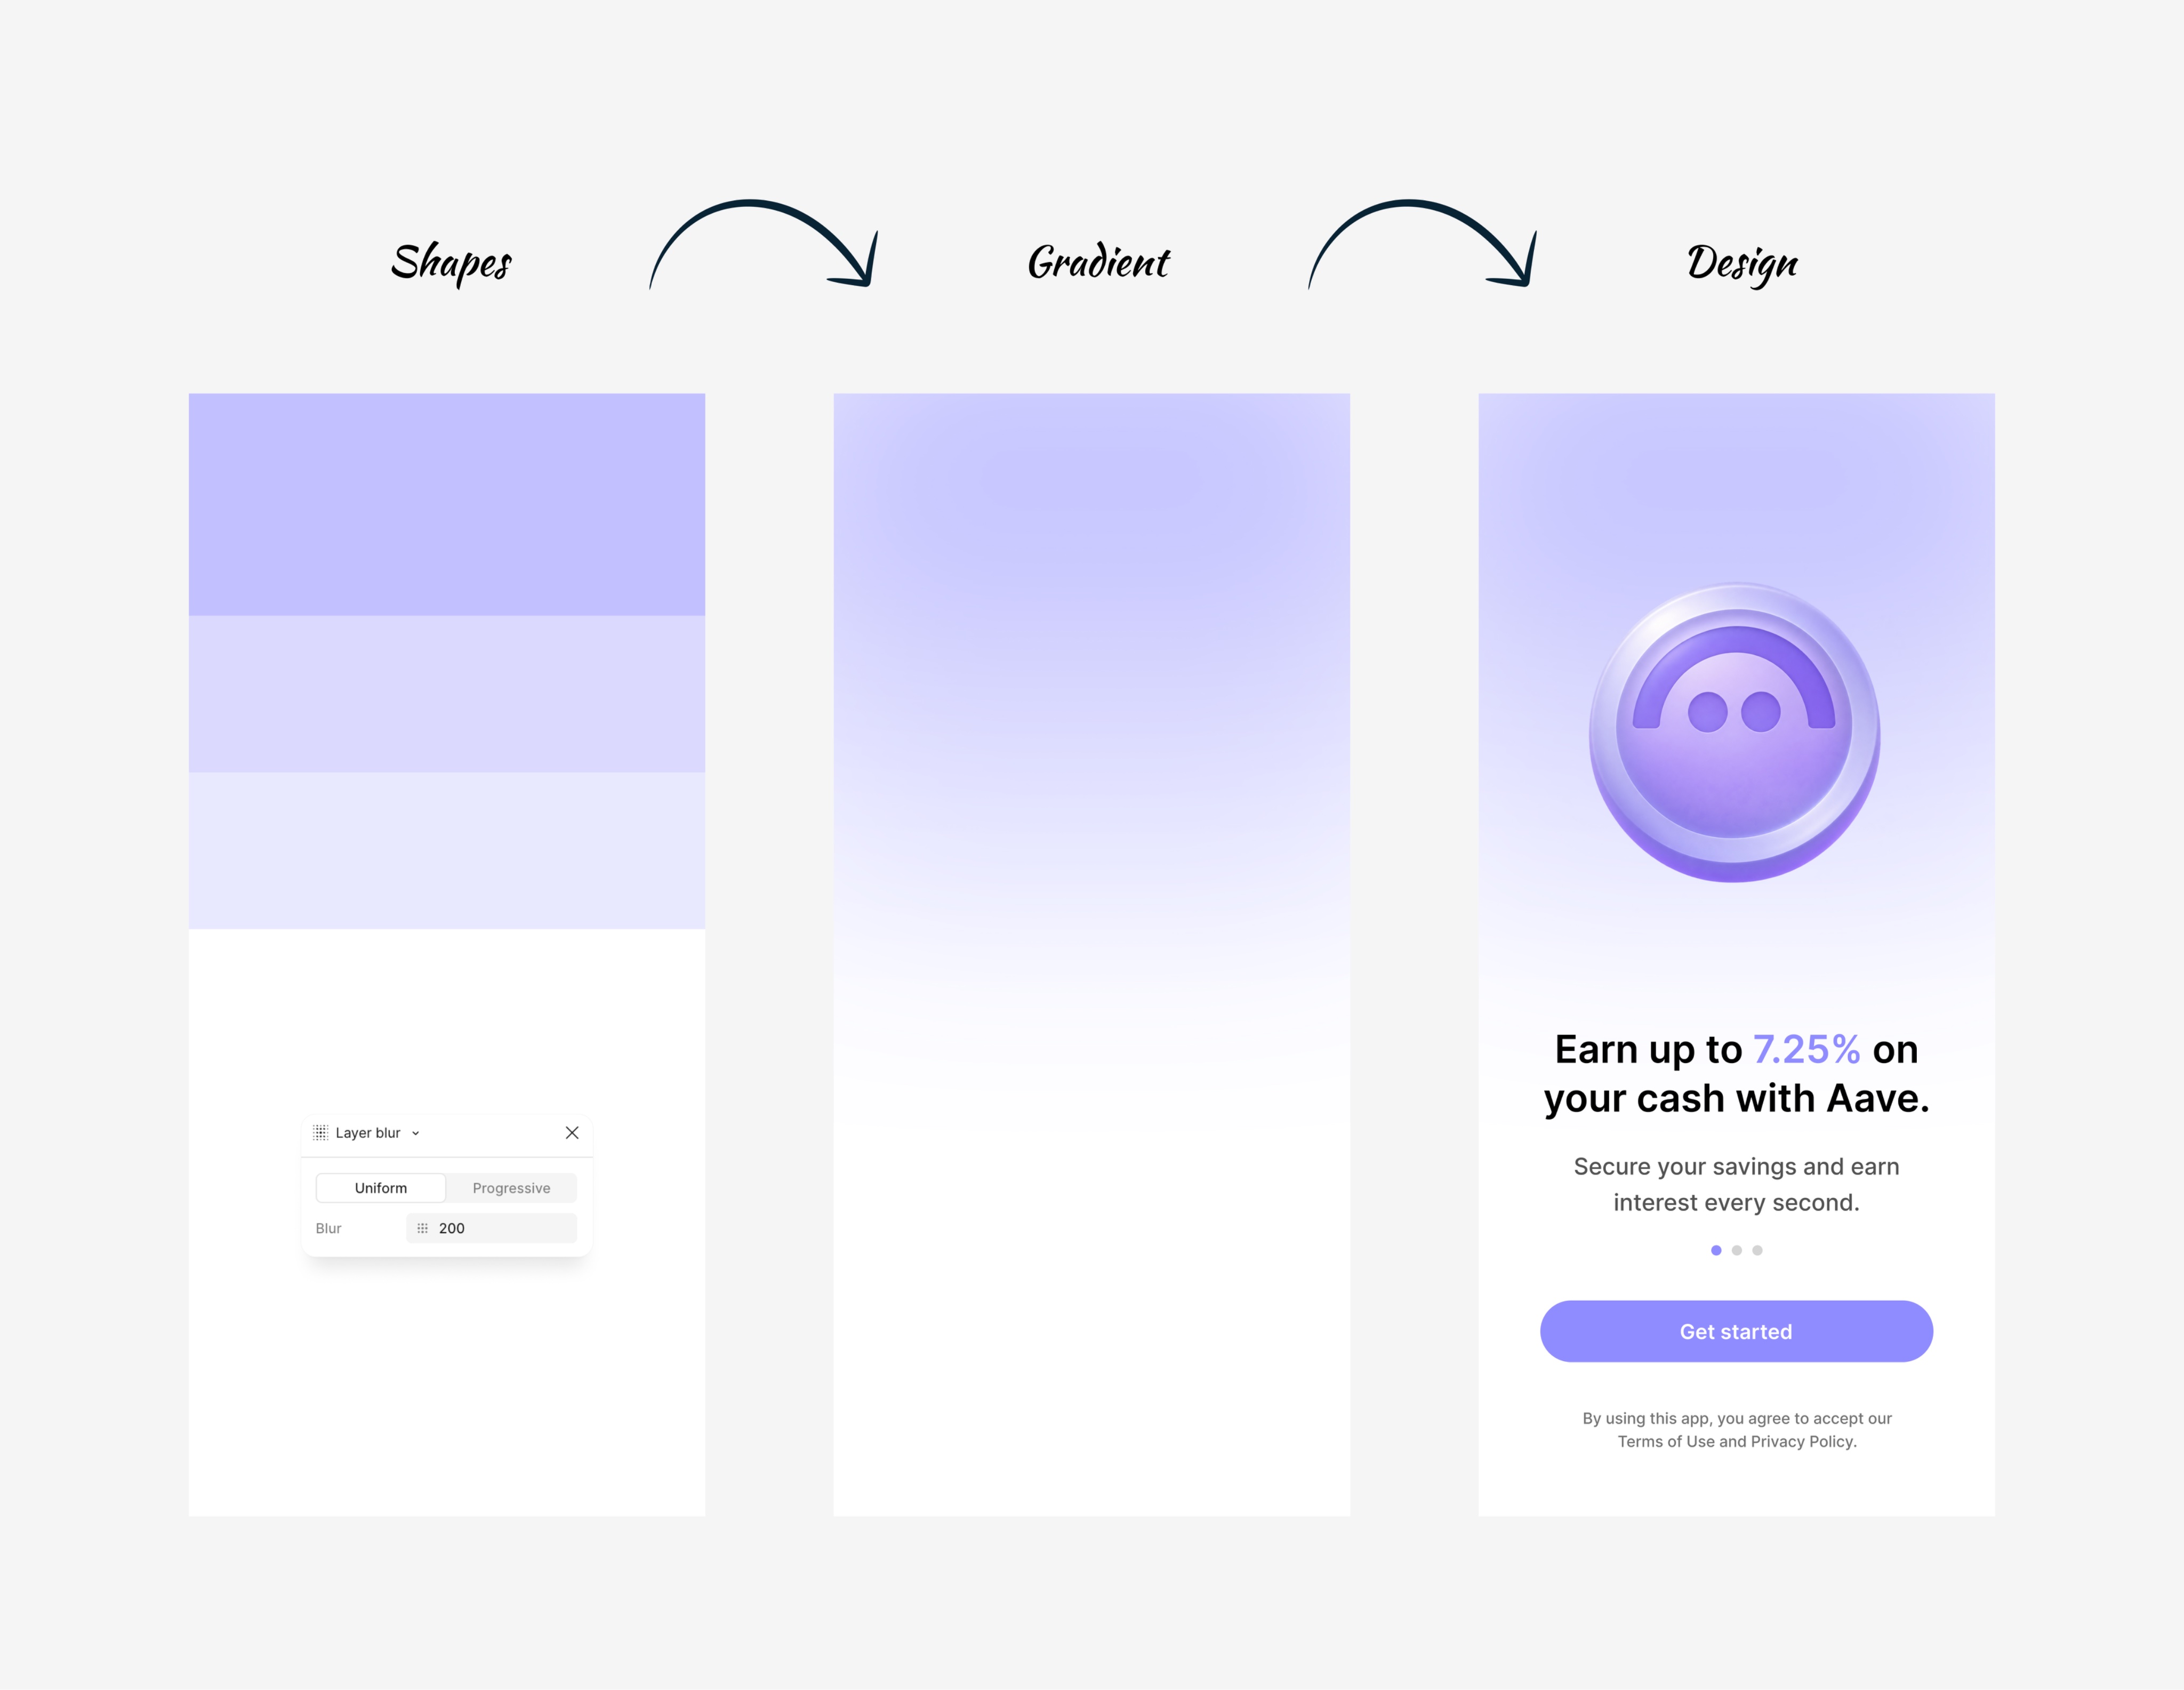 Shapes
Gradient
Design
Layer blur
Uniform
Progressive
Blur
200
Earn up to 7.25% on
your cash with Aave.
Secure your savings and earn
interest every second.
Get started
By using this app, you agree to accept our
Terms of Use and Privacy Policy.